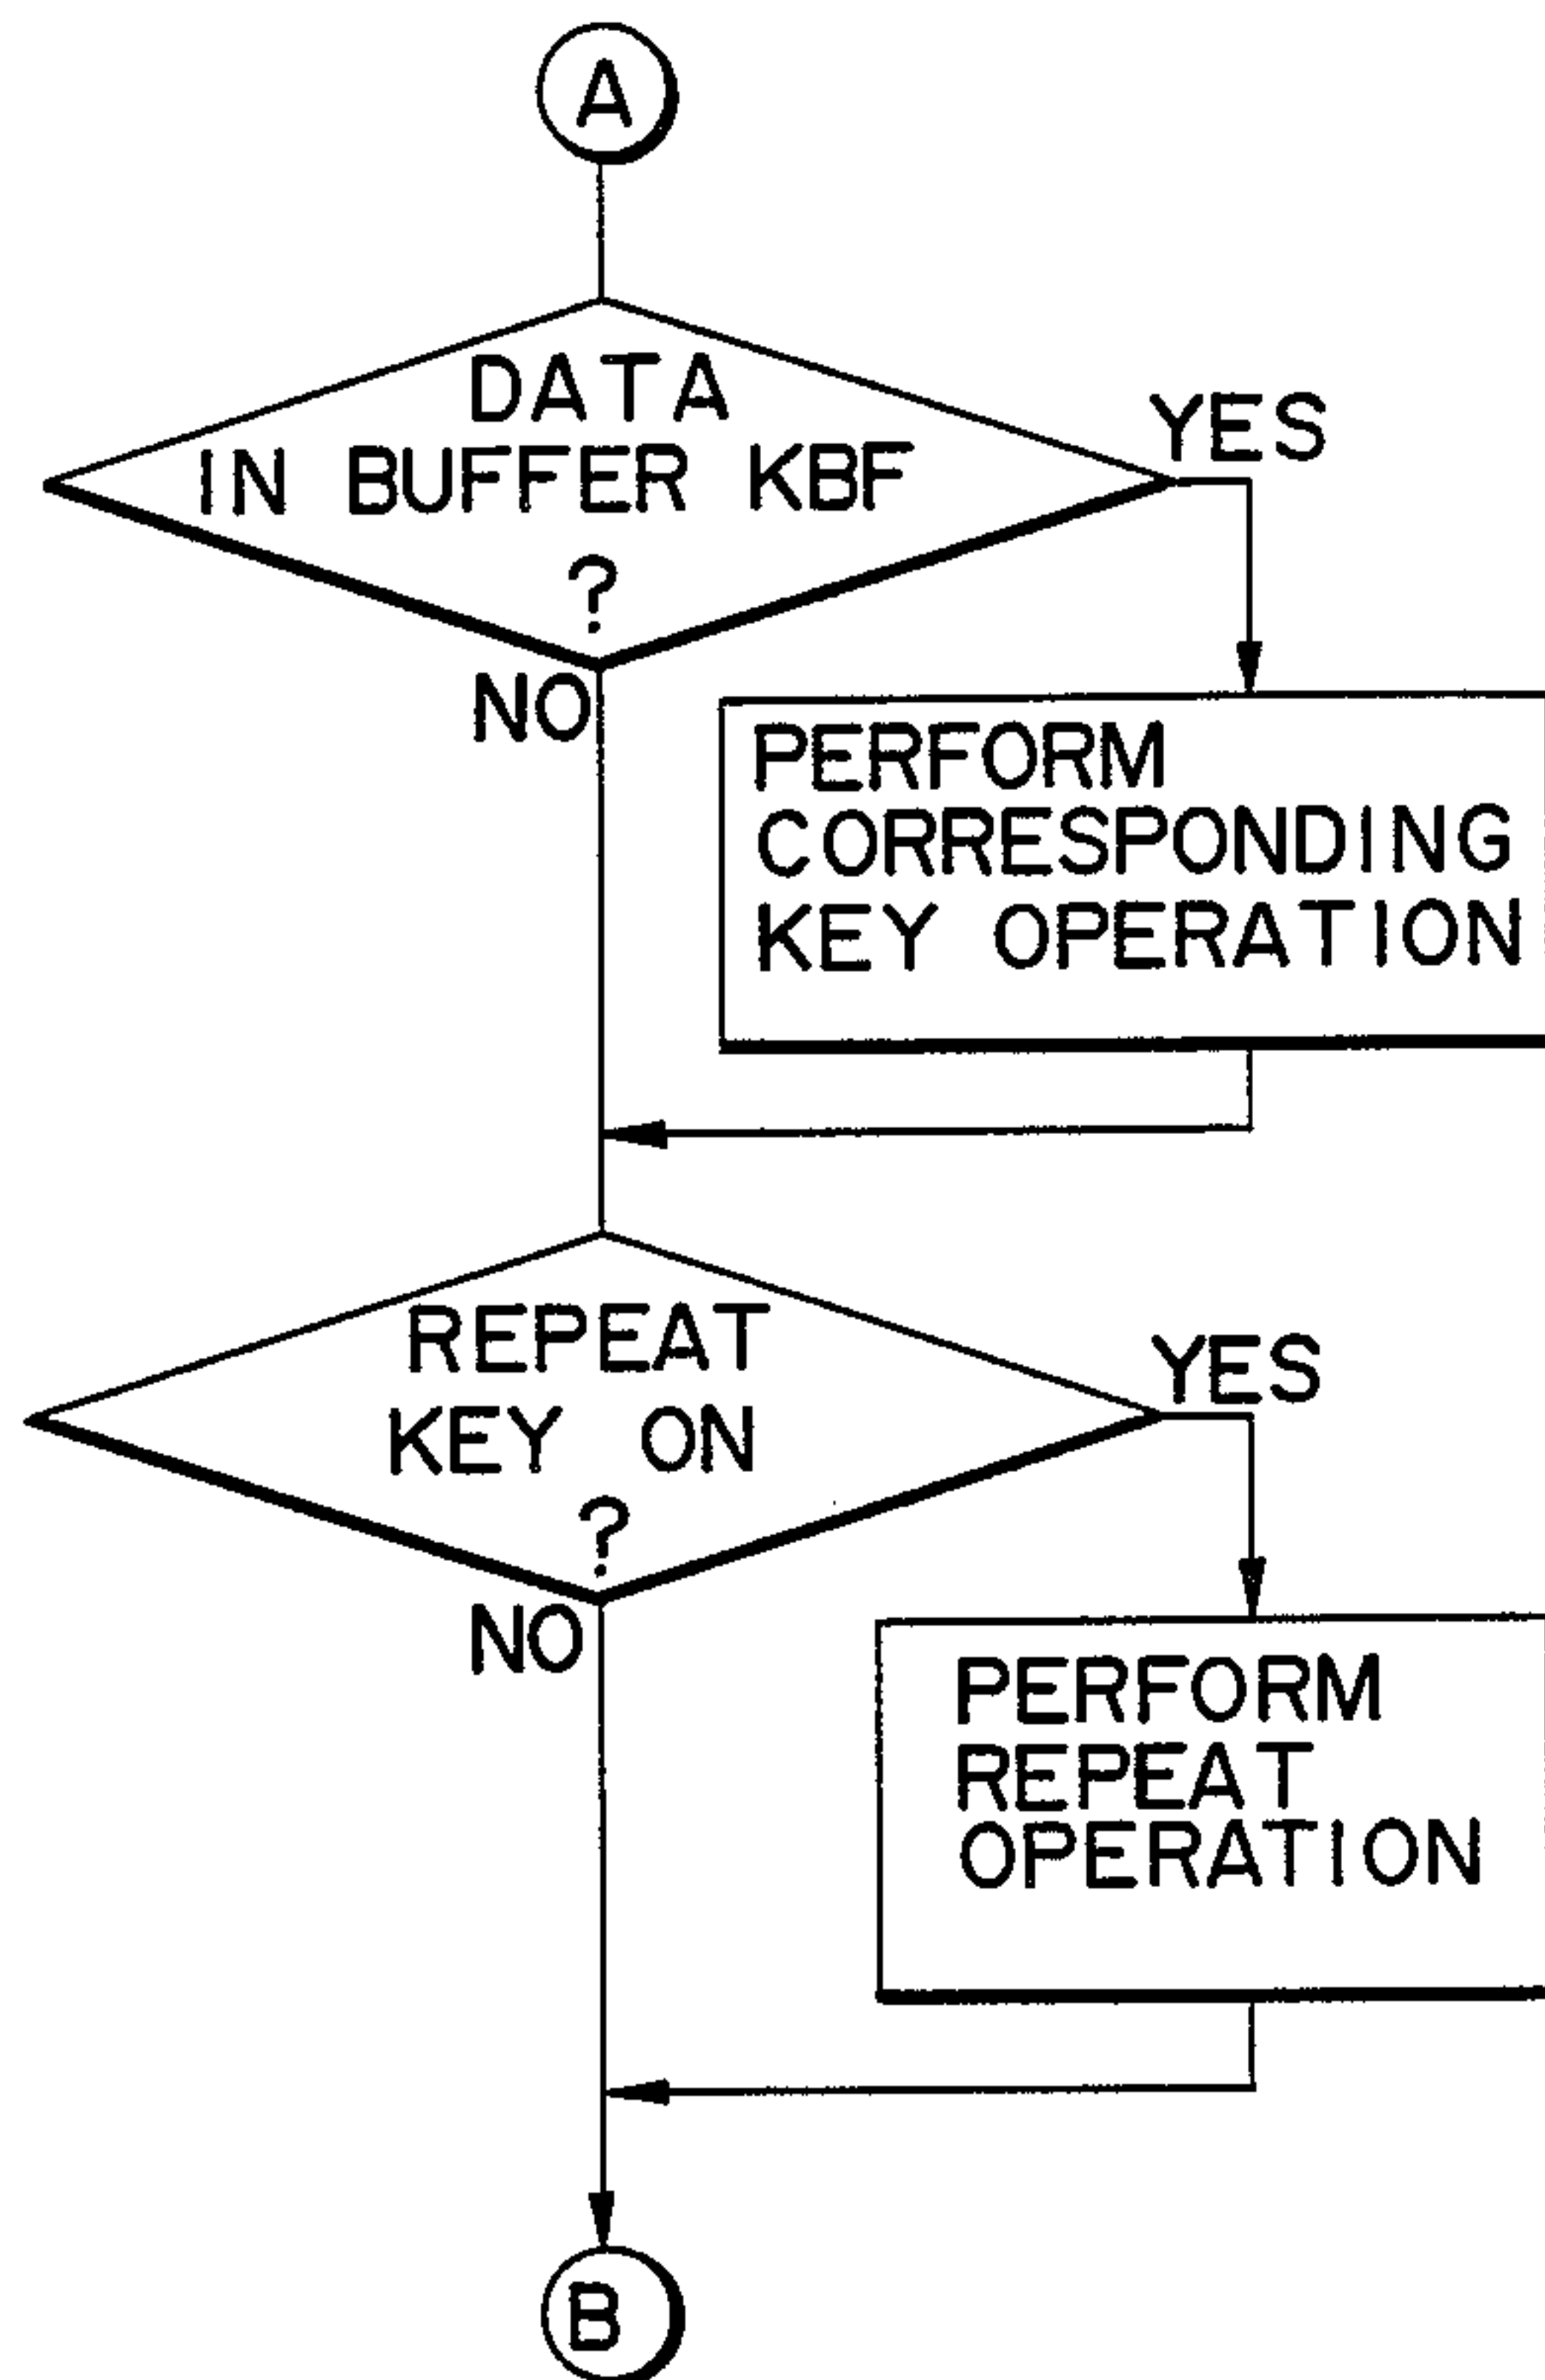 A
DATA
IN BUFFER KBF
?
YES
NO
PERFORM
CORRESPONDING
KEY OPERATION
REPEAT
KEY ON
?
YES
NO
PERFORM
REPEAT
OPERATION
B